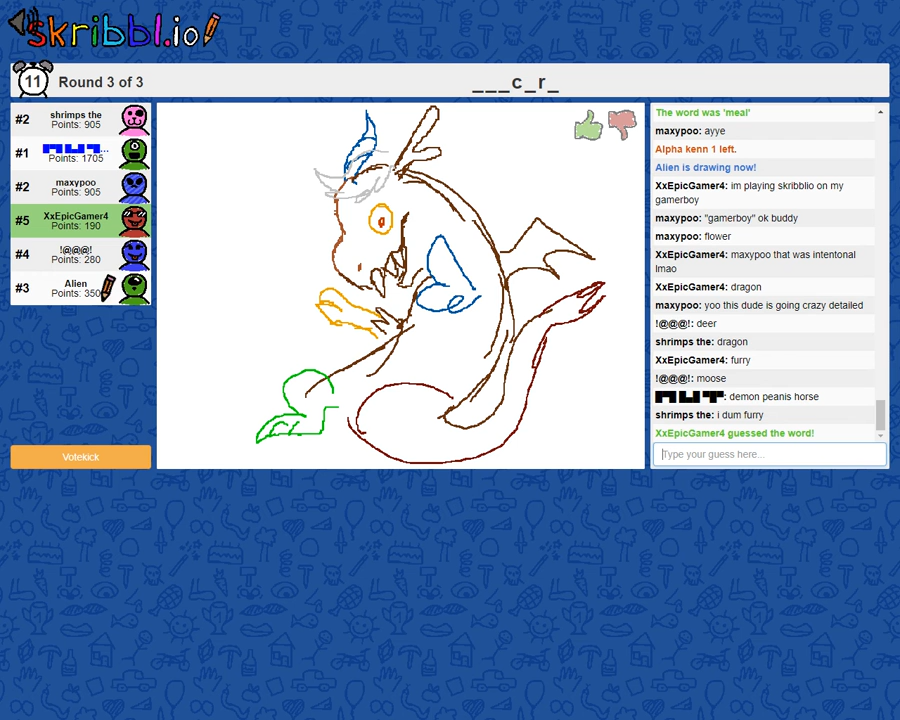 skribbl.io
11
Round 3 of 3
___c_r_
#2 shrimps the
Points: 905
#1
Points: 1705
#2 maxypoo
Points: 905
#5 XxEpicGamer4
Points: 190
#4 !@@@!
Points: 280
#3 Alien
Points: 350
Votekick
The word was 'meal'
maxypoo: ayye
Alpha kenn 1 left.
Alien is drawing now!
XxEpicGamer4: im playing skribblio on my
gamerboy
maxypoo: "gamerboy" ok buddy
maxypoo: flower
XxEpicGamer4: maxypoo that was intentonal
lmao
XxEpicGamer4: dragon
maxypoo: yoo this dude is going crazy detailed
!@@@!: deer
shrimps the: dragon
XxEpicGamer4: furry
!@@@!: moose
: demon peanis horse
shrimps the: i dum furry
XxEpicGamer4 guessed the word!
Type your guess here...